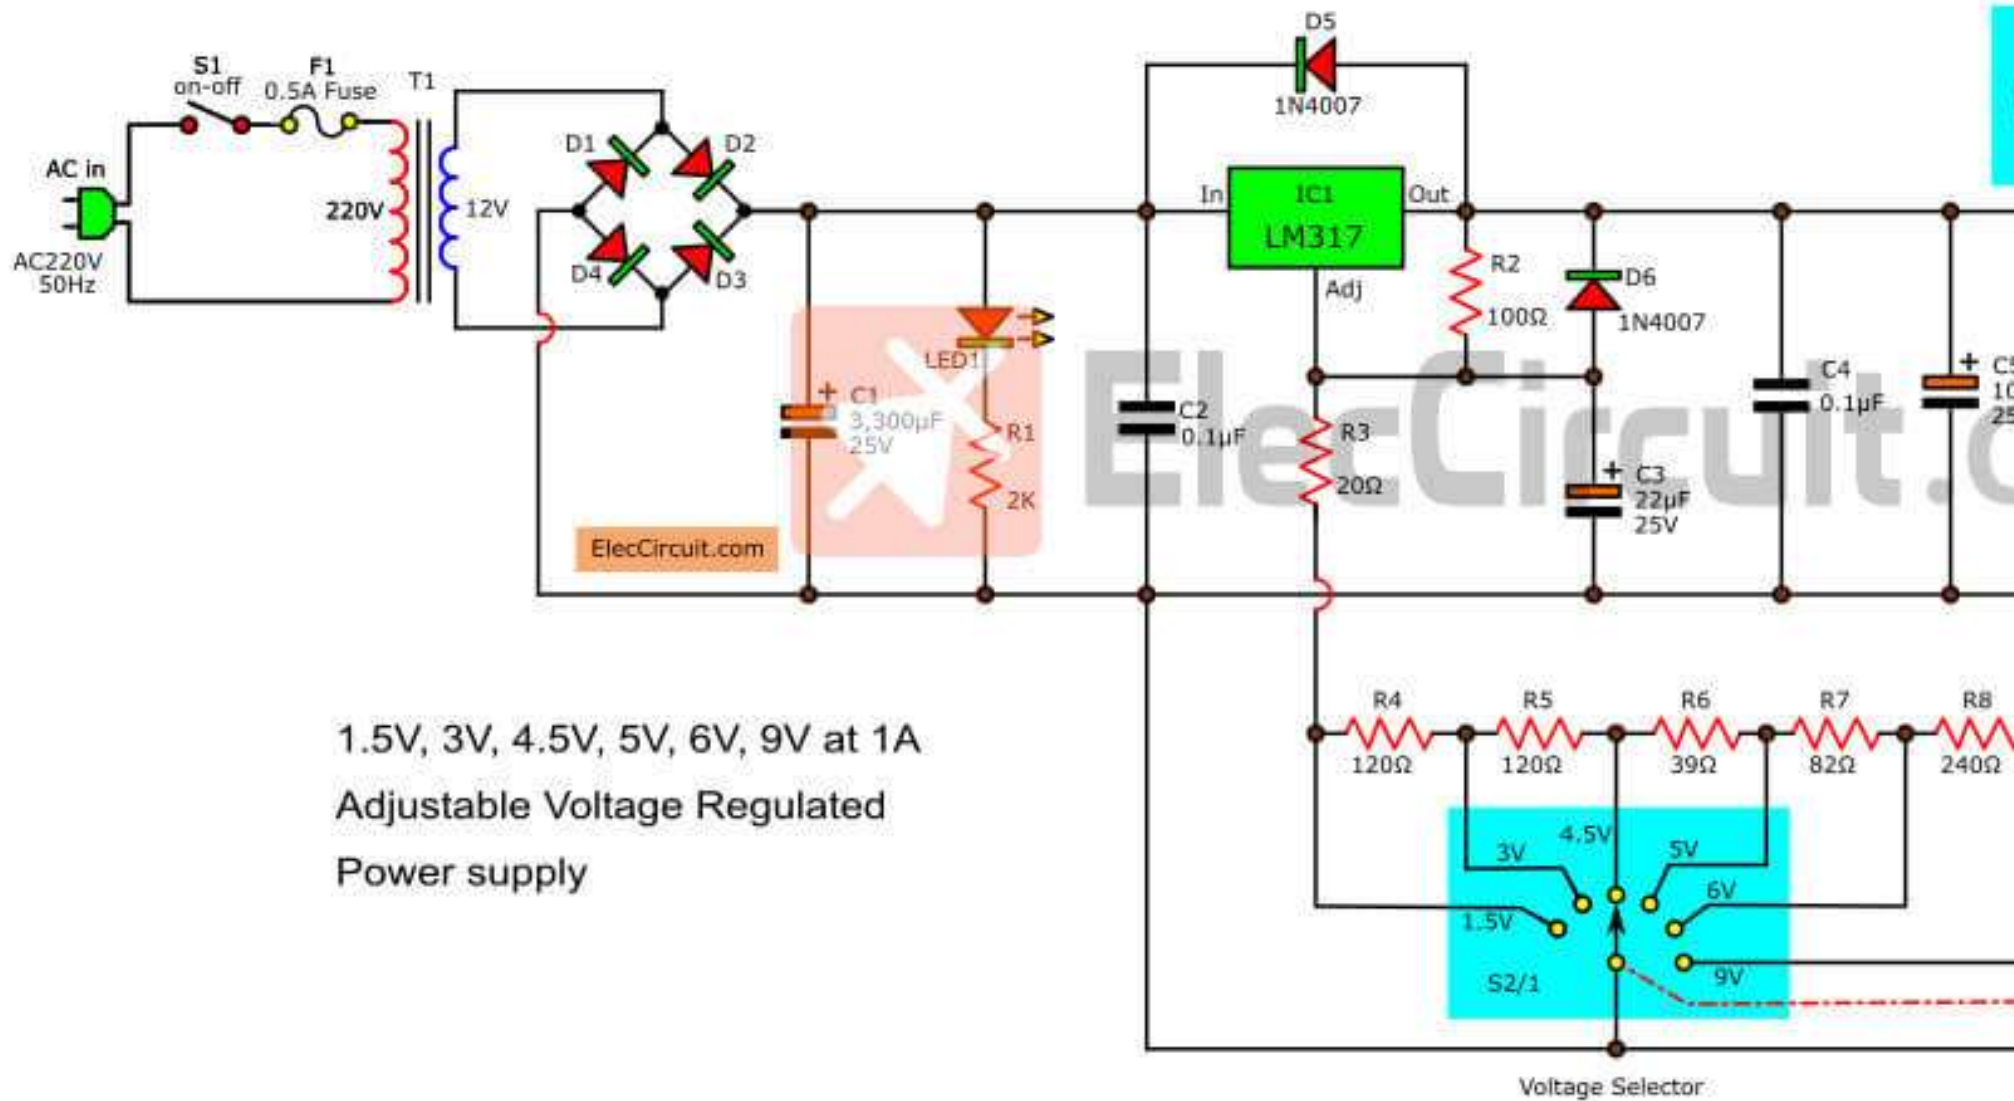 S1
on-off
F1
0.5A Fuse
T1
AC in
220V
12V
AC220V
50Hz
D1
D2
D4
D3
D5
1N4007
In
IC1
LM317
Out
Adj
R2
100Ω
D6
1N4007
LED1
C1
3,300µF
25V
R1
2K
C2
0.1µF
R3
20Ω
C3
22µF
25V
C4
0.1µF
ElecCircuit.com
ElecCircuit.
1.5V, 3V, 4.5V, 5V, 6V, 9V at 1A
Adjustable Voltage Regulated
Power supply
R4
120Ω
R5
120Ω
R6
39Ω
R7
82Ω
R8
240Ω
4.5V
3V
5V
6V
1.5V
S2/1
9V
Voltage Selector